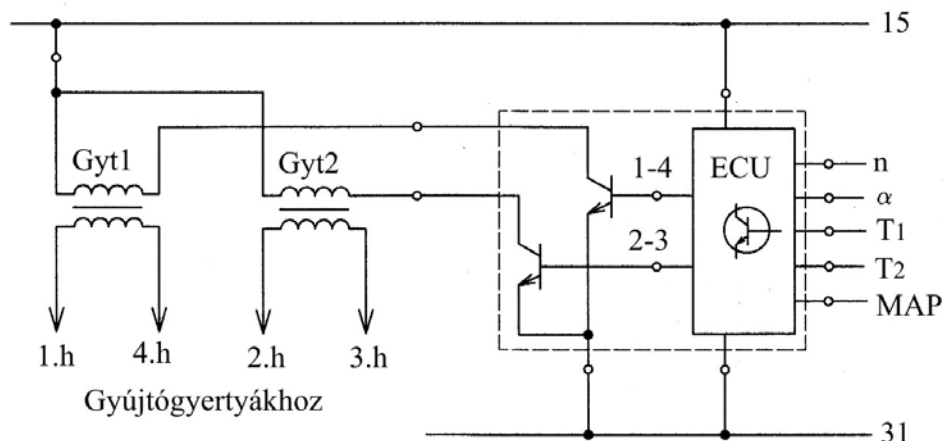 15
Gyt1
Gyt2
1-4
ECU
n
α
2-3
T1
T2
MAP
1.h 4.h 2.h 3.h
Gyújtógyertyákhoz
31